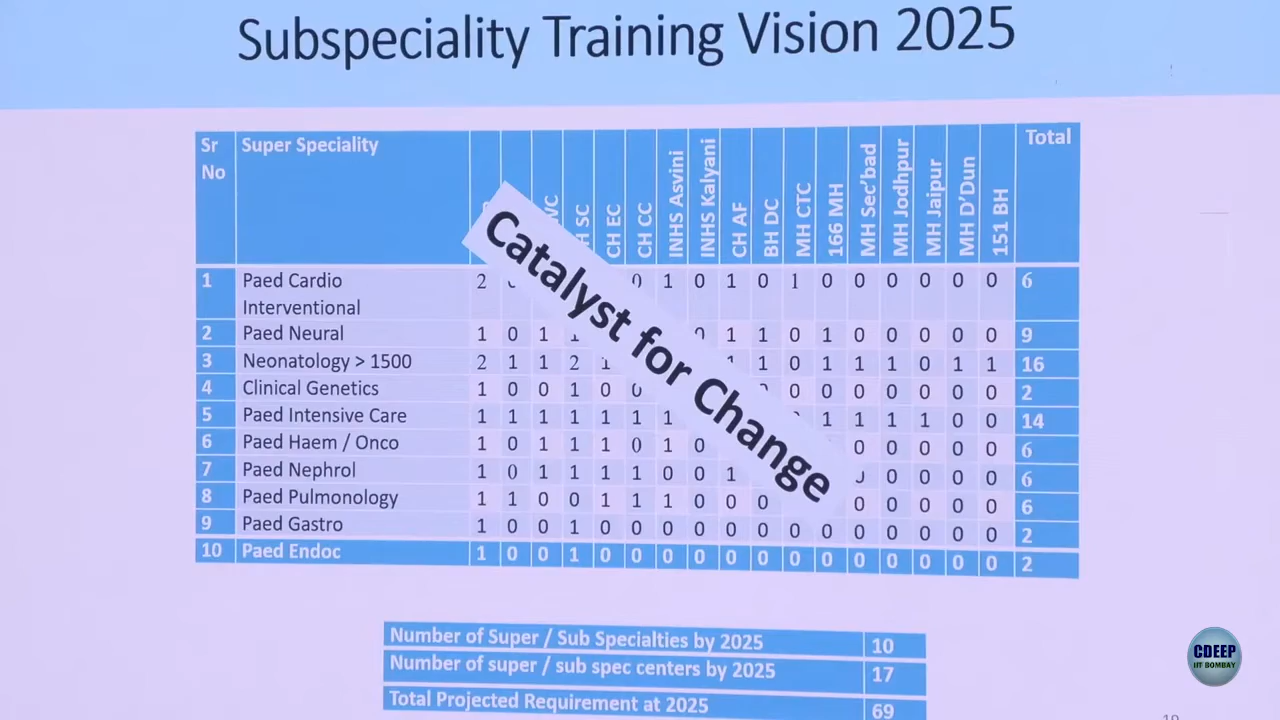 Subspeciality Training Vision 2025
Sr No Super Speciality CH SC CH EC CH CC INHS Asvini INHS Kalyani CH AF BH DC MH CTC 166 MH MH Sec'bad MH Jodhpur MH Jaipur MH D'Dun 151 BH Total
1 Paed Cardio Interventional 2 0 1 0 1 0 1 0 0 0 0 0 0 6
2 Paed Neural 1 0 1 1 1 0 1 0 0 0 0 0 9
3 Neonatology > 1500 2 1 1 2 1 1 0 1 1 1 0 1 1 16
4 Clinical Genetics 1 0 0 1 0 0 0 0 0 0 0 0 0 2
5 Paed Intensive Care 1 1 1 1 1 1 1 1 1 1 1 0 0 14
6 Paed Haem / Onco 1 0 1 1 1 0 1 0 0 0 0 0 0 6
7 Paed Nephrol 1 0 1 1 1 1 0 0 1 0 0 0 0 6
8 Paed Pulmonology 1 1 0 0 1 1 1 0 0 0 0 0 0 0 0 6
9 Paed Gastro 1 0 0 1 0 0 0 0 0 0 0 0 0 0 0 0 0 2
10 Paed Endoc 1 0 0 1 0 0 0 0 0 0 0 0 0 0 0 0 0 2
Catalyst for Change
Number of Super / Sub Specialties by 2025 10
Number of super / sub spec centers by 2025 17
Total Projected Requirement at 2025 69
CDEEP
IIT BOMBAY